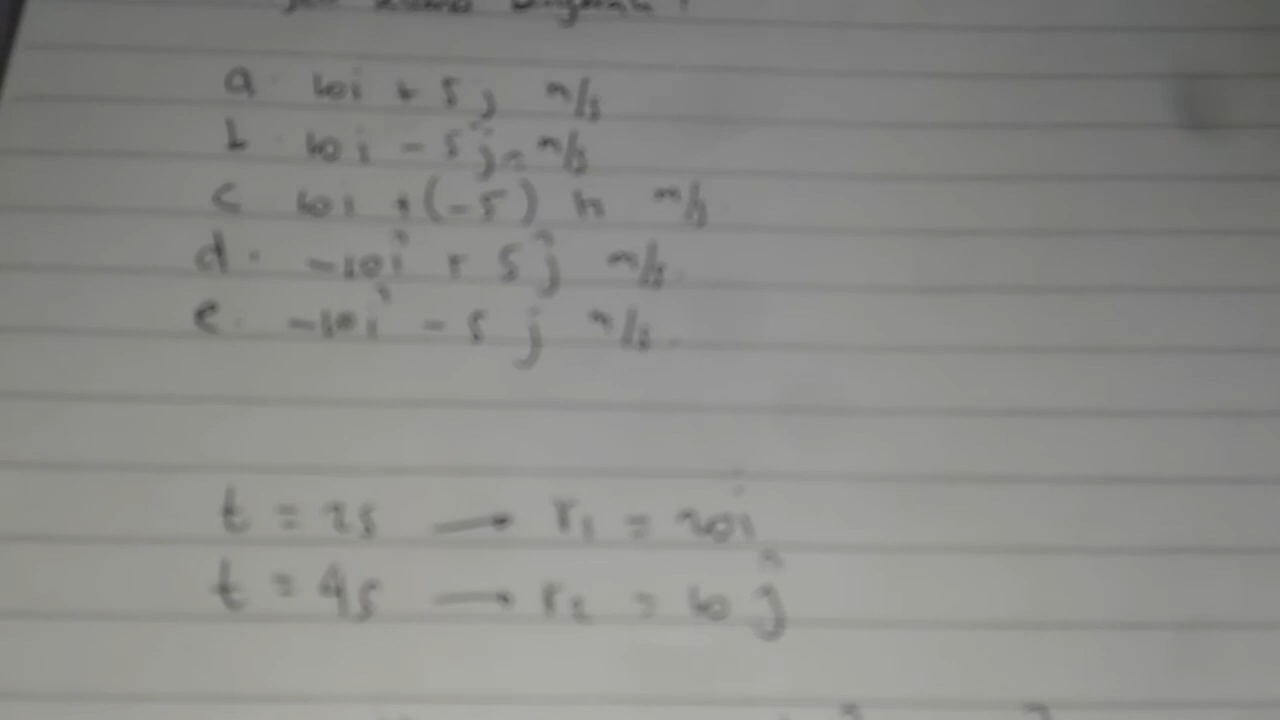 a. 10i + 5j m/s
b. 10i - 5j m/s
c 10i + (-5) m/s
d. -10i + 5j m/s
e. -10i - 5j m/s
t = 2s → r₁ = 20i
t = 4s → r₂ = 10j